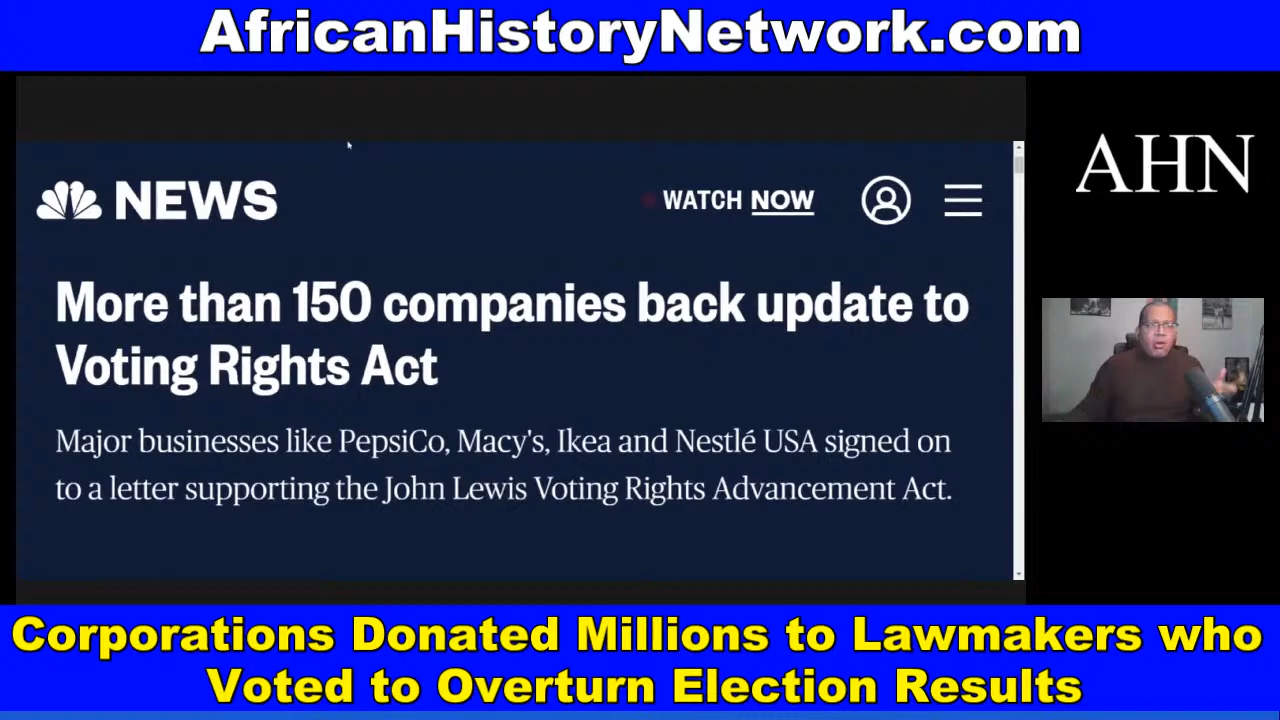 AfricanHistoryNetwork.com
AHN
NEWS
WATCH NOW
More than 150 companies back update to
Voting Rights Act
Major businesses like PepsiCo, Macy's, Ikea and Nestlé USA signed on
to a letter supporting the John Lewis Voting Rights Advancement Act.
Corporations Donated Millions to Lawmakers who
Voted to Overturn Election Results